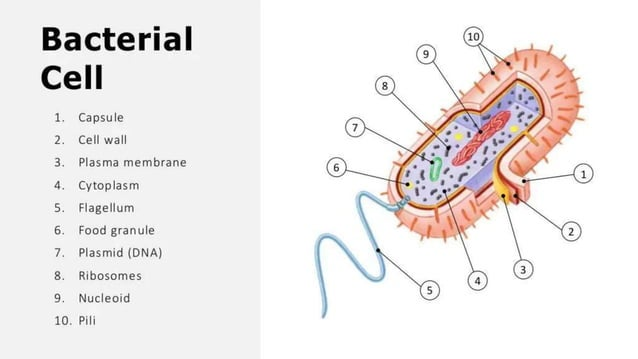 Bacterial
Cell
1. Capsule
2. Cell wall
3. Plasma membrane
4. Cytoplasm
5. Flagellum
6. Food granule
7. Plasmid (DNA)
8. Ribosomes
9. Nucleoid
10. Pili
10
9
8
7
6
1
2
3
4
5